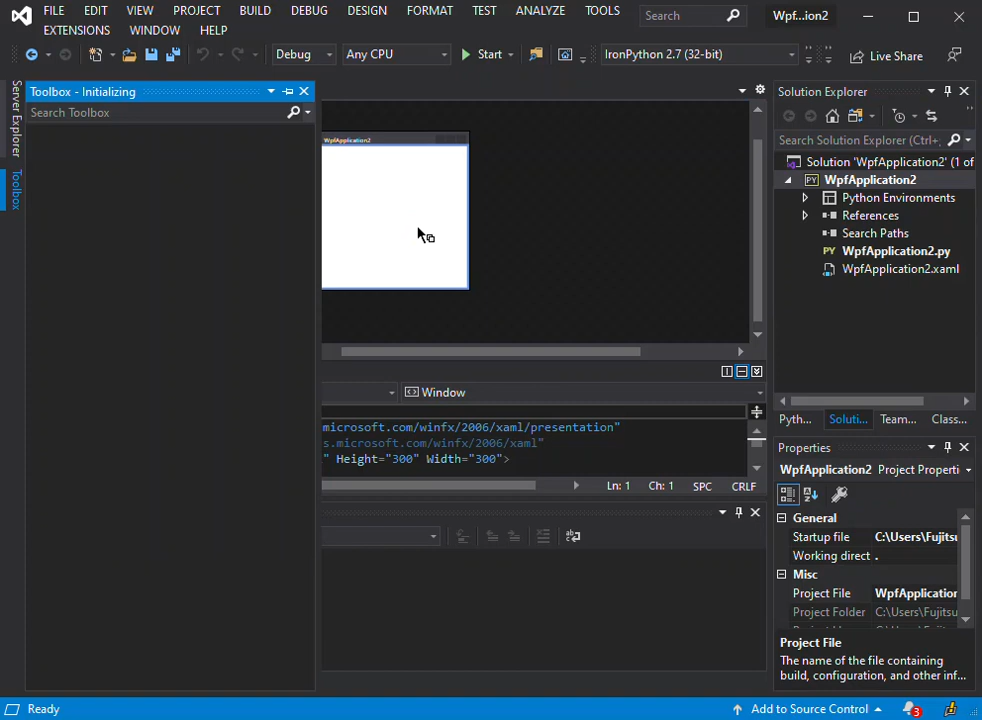 FILE EDIT VIEW PROJECT BUILD DEBUG DESIGN FORMAT TEST ANALYZE TOOLS Search Wpf...ion2
EXTENSIONS WINDOW HELP
Debug Any CPU Start IronPython 2.7 (32-bit) Live Share
Server Explorer
Toolbox
Toolbox - Initializing
Search Toolbox
WpfApplication2
Window
microsoft.com/winfx/2006/xaml/presentation"
s.microsoft.com/winfx/2006/xaml"
" Height="300" Width="300">
Ln: 1 Ch: 1 SPC CRLF
Solution Explorer
Search Solution Explorer (Ctrl+;
Solution 'WpfApplication2' (1 of
PY WpfApplication2
Python Environments
References
Search Paths
PY WpfApplication2.py
WpfApplication2.xaml
Pyth... Soluti... Team... Class...
Properties
WpfApplication2 Project Properti
General
Startup file C:\Users\Fujits
Working direct .
Misc
Project File WpfApplication
Project Folder C:\Users\Fujitsu
Project File
The name of the file containing
build, configuration, and other inf...
Ready Add to Source Control 3